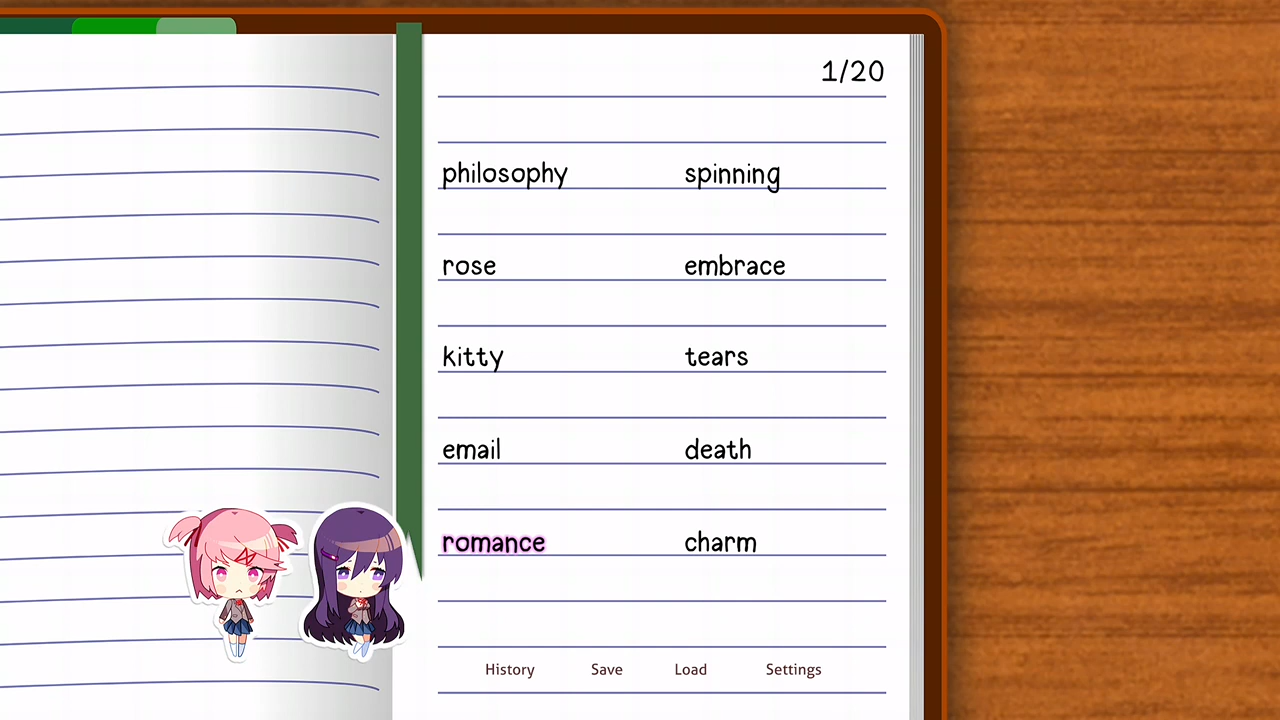 1/20
philosophy spinning
rose embrace
kitty tears
email death
romance charm
History Save Load Settings